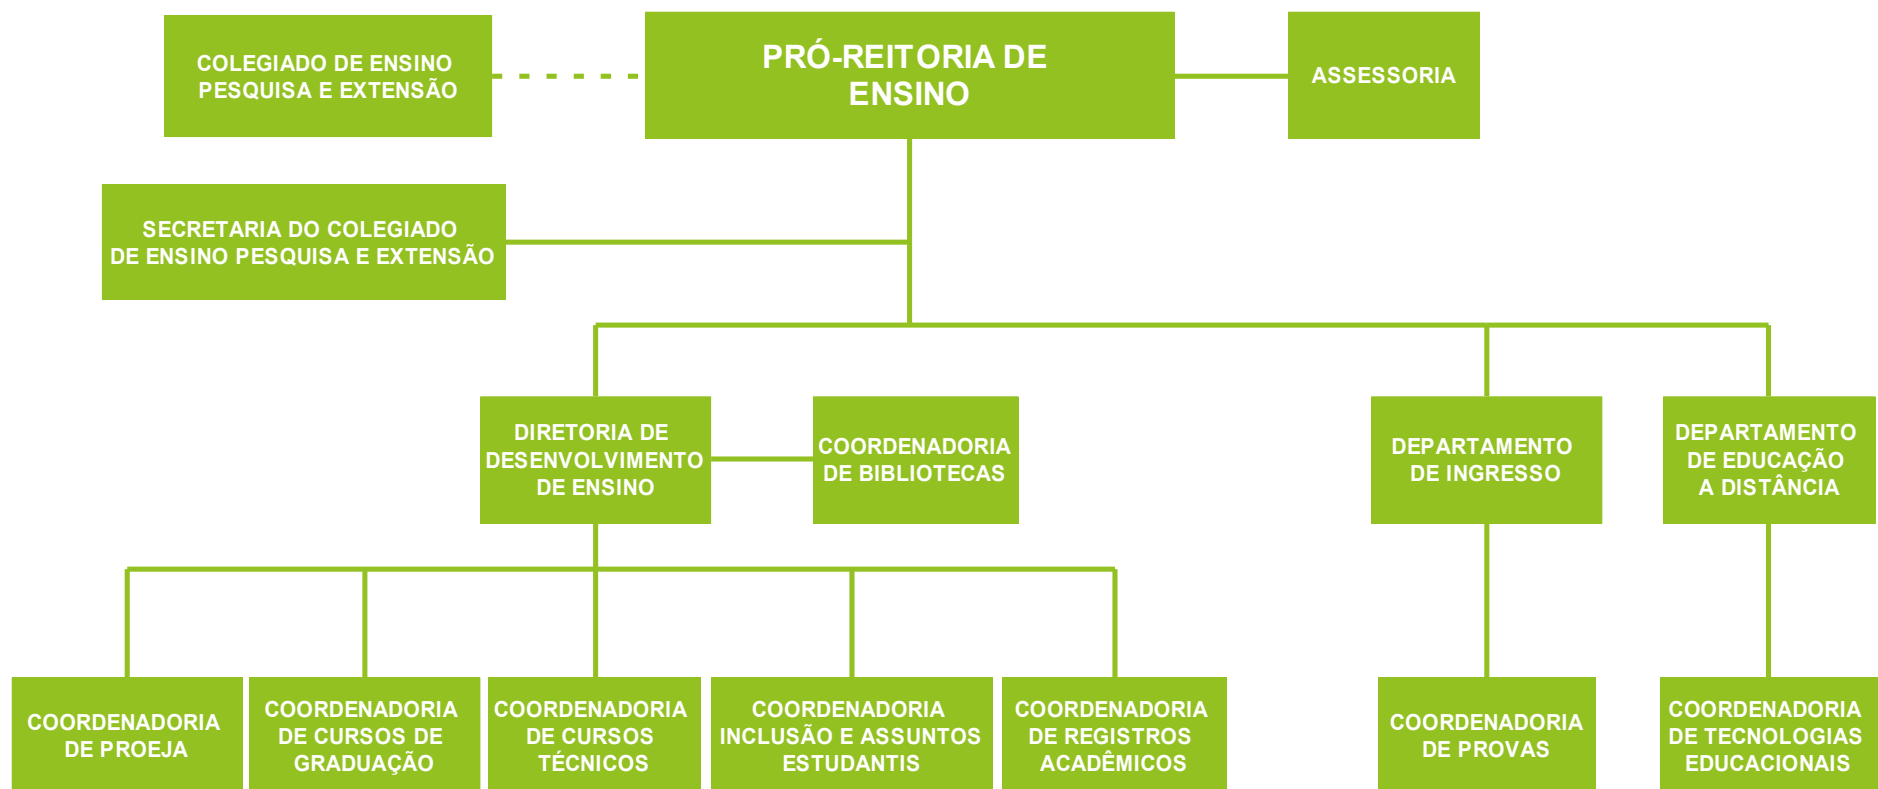 COLEGIADO DE ENSINO
PESQUISA E EXTENSÃO
PRÓ-REITORIA DE
ENSINO
ASSESSORIA
SECRETARIA DO COLEGIADO
DE ENSINO PESQUISA E EXTENSÃO
DIRETORIA DE
DESENVOLVIMENTO
DE ENSINO
COORDENADORIA
DE BIBLIOTECAS
DEPARTAMENTO
DE INGRESSO
DEPARTAMENTO
DE EDUCAÇÃO
A DISTÂNCIA
COORDENADORIA
DE PROEJA
COORDENADORIA
DE CURSOS DE
GRADUAÇÃO
COORDENADORIA
DE CURSOS
TÉCNICOS
COORDENADORIA
INCLUSÃO E ASSUNTOS
ESTUDANTIS
COORDENADORIA
DE REGISTROS
ACADÊMICOS
COORDENADORIA
DE PROVAS
COORDENADORIA
DE TECNOLOGIAS
EDUCACIONAIS